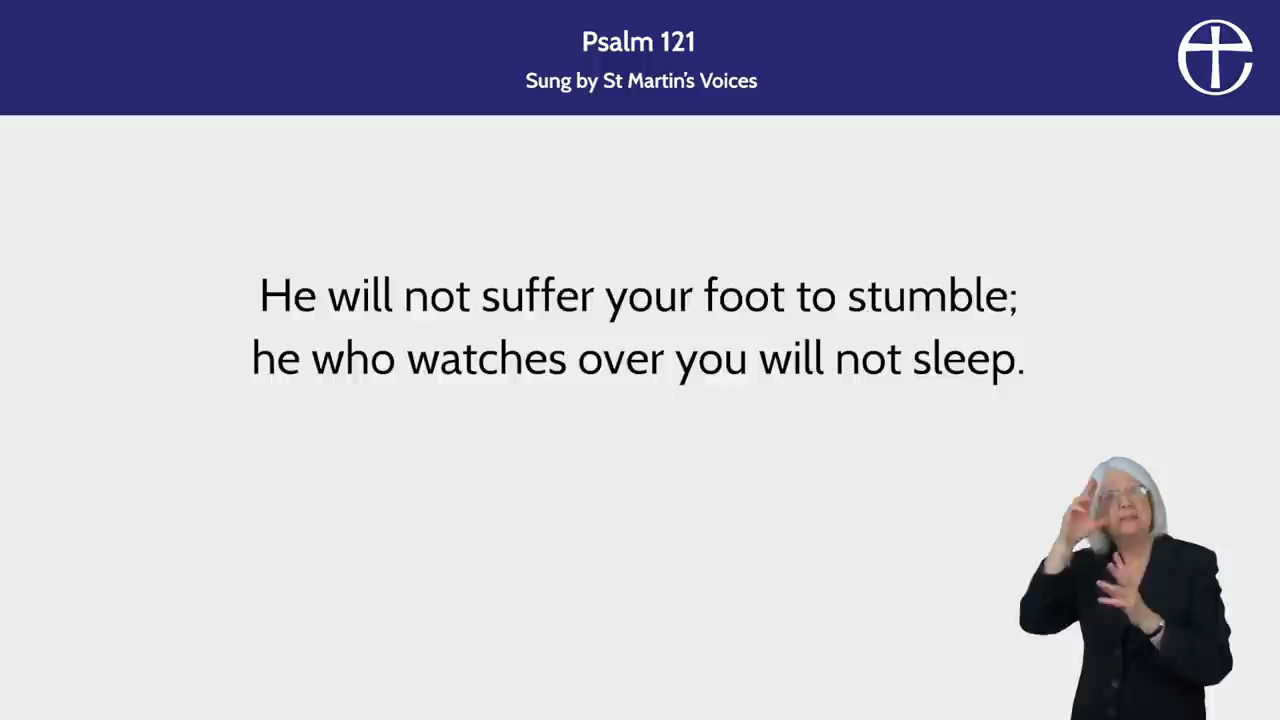 Psalm 121
Sung by St Martin's Voices
He will not suffer your foot to stumble;
he who watches over you will not sleep.